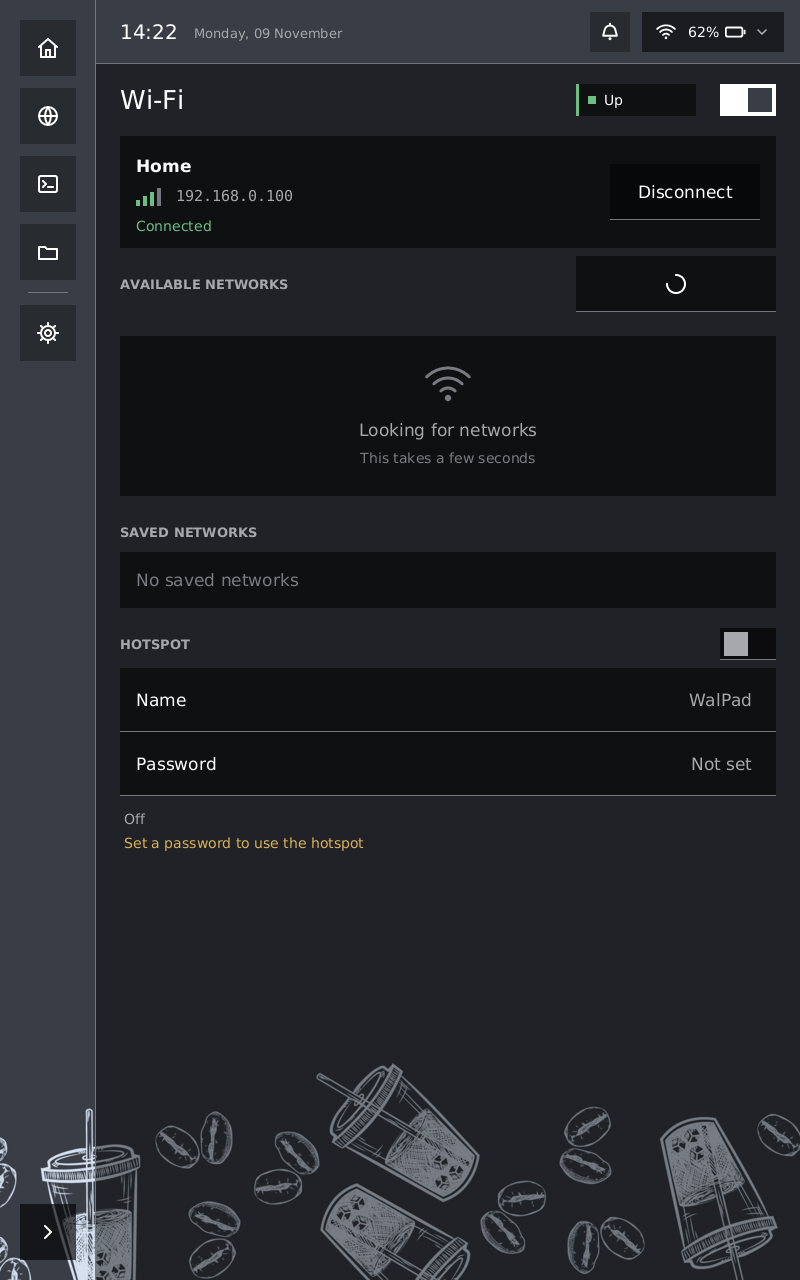 14:22 Monday, 09 November
62%
Wi-Fi
Up
Home
192.168.0.100
Connected
Disconnect
AVAILABLE NETWORKS
Looking for networks
This takes a few seconds
SAVED NETWORKS
No saved networks
HOTSPOT
Name WalPad
Password Not set
Off
Set a password to use the hotspot